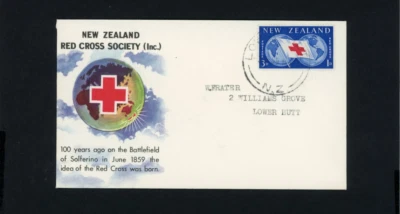 NEW ZEALAND
RED CROSS SOCIETY (Inc.)
NEW ZEALAND
3d
N.Z.
2 WILLIAMS GROVE
LOWER HUTT
100 years ago on the Battlefield
of Solferino in June 1859 the
idea of the Red Cross was born.